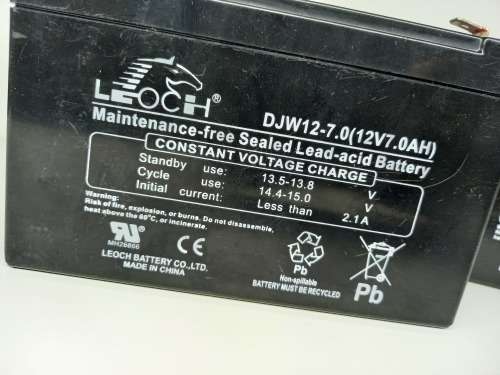 LEOCH
DJW12-7.0(12V7.0AH)
Maintenance-free Sealed Lead-acid Battery
CONSTANT VOLTAGE CHARGE
Standby use: 13.5-13.8 V
Cycle use: 14.4-15.0 V
Initial current: Less than 2.1A
Warning:
Risk of fire, explosion, or burns. Do not disassemble,
heat above the 60°C, or incinerate.
MH26866
CE
LEOCH BATTERY CO.,LTD.
MADE IN CHINA
Pb
Non-spillable
BATTERY MUST BE RECYCLED
Pb